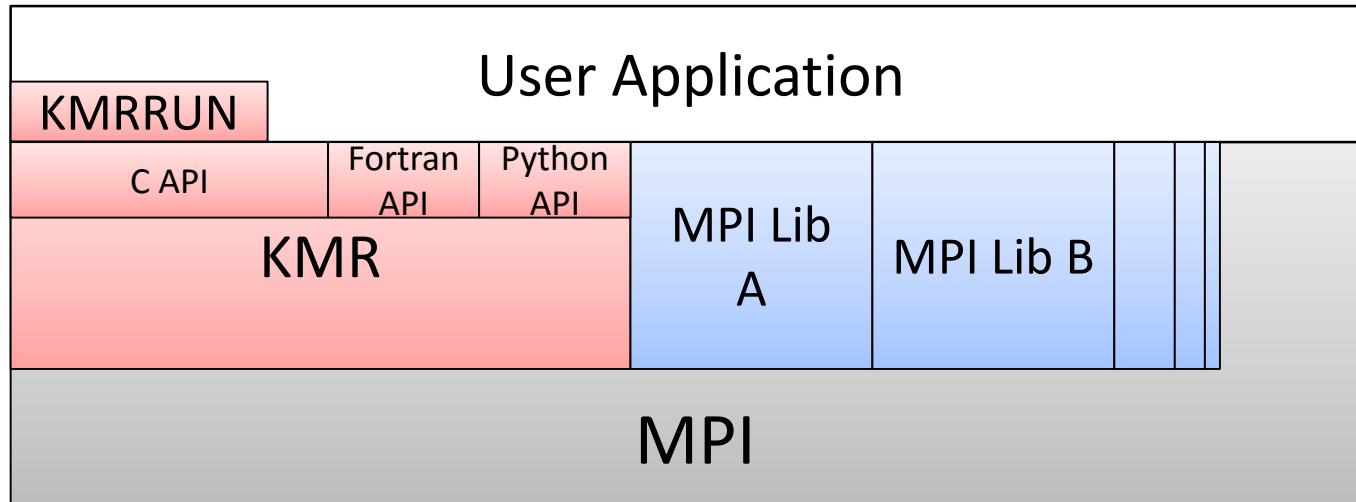 User Application
KMRRUN
C API
Fortran
API
Python
API
KMR
MPI Lib
A
MPI Lib B
MPI